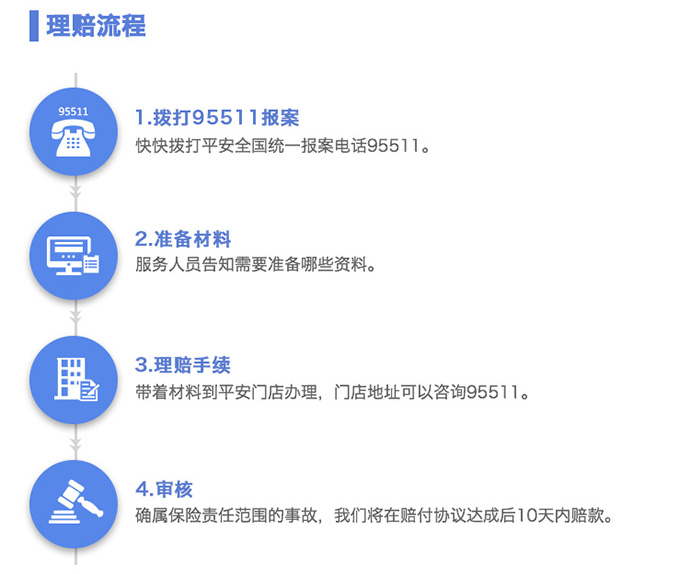 理赔流程
95511
1.拨打95511报案
快快拨打平安全国统一报案电话95511。
2.准备材料
服务人员告知需要准备哪些资料。
3.理赔手续
带着材料到平安门店办理，门店地址可以咨询95511。
4.审核
确属保险责任范围的事故，我们将在赔付协议达成后10天内赔款。